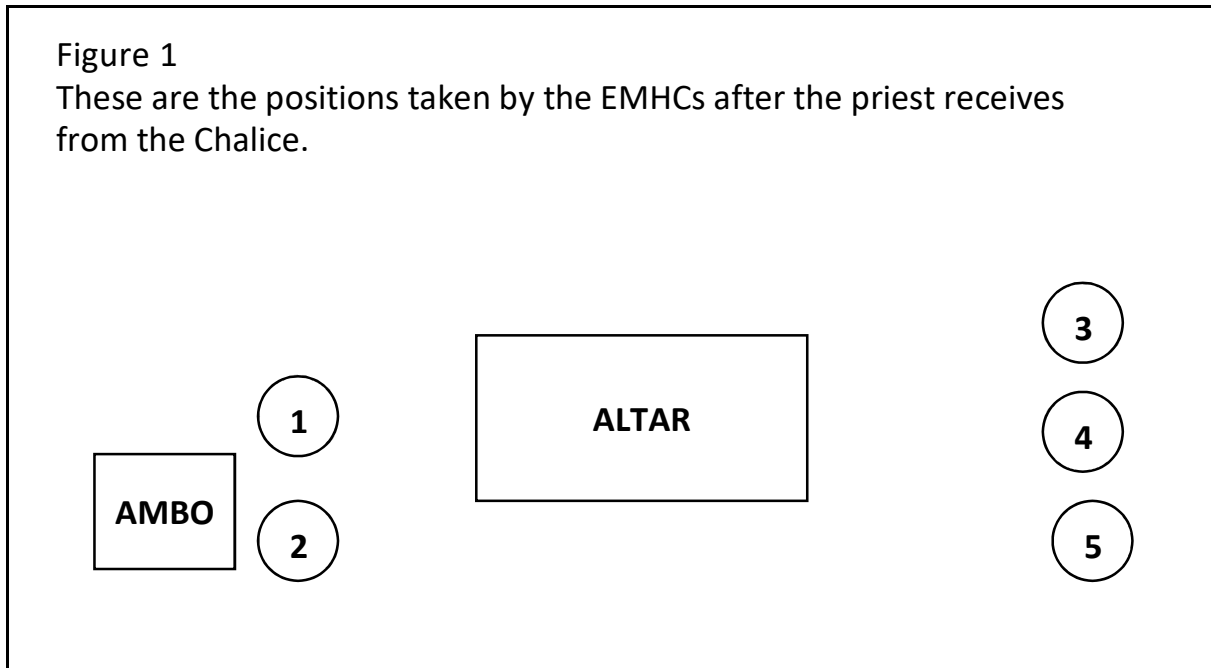 Figure 1
These are the positions taken by the EMHCs after the priest receives
from the Chalice.
3
1
ALTAR
4
AMBO
2
5